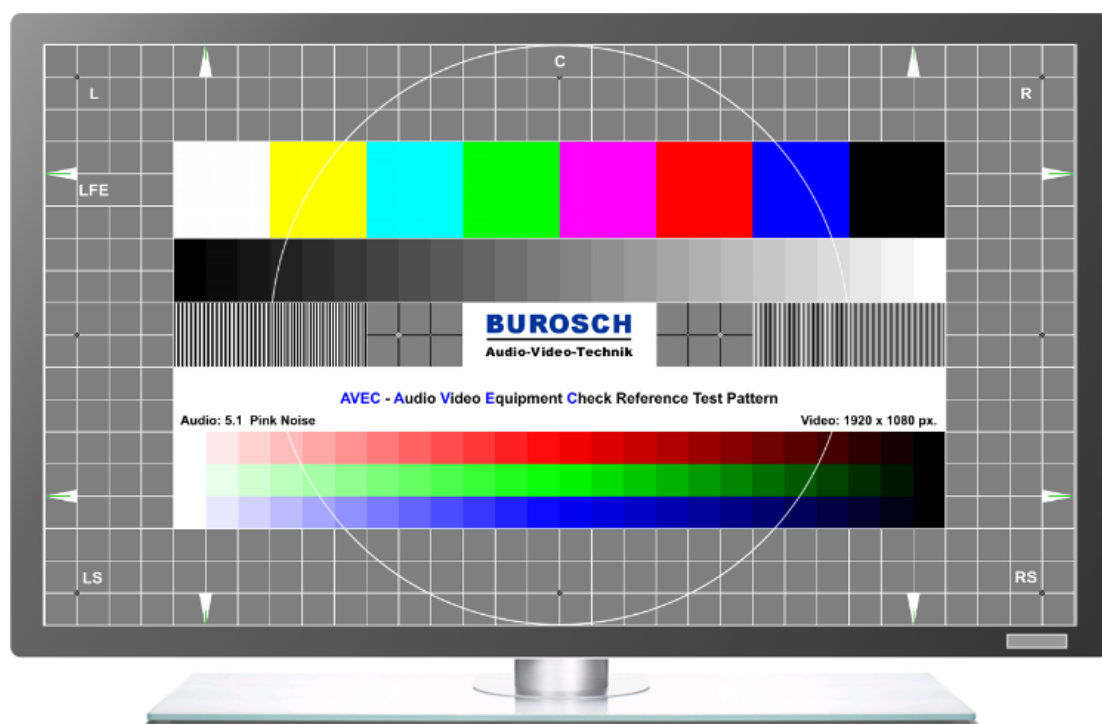 C
L
R
LFE
BUROSCH
Audio-Video-Technik
AVEC - Audio Video Equipment Check Reference Test Pattern
Audio: 5.1 Pink Noise
Video: 1920 x 1080 px.
LS
RS